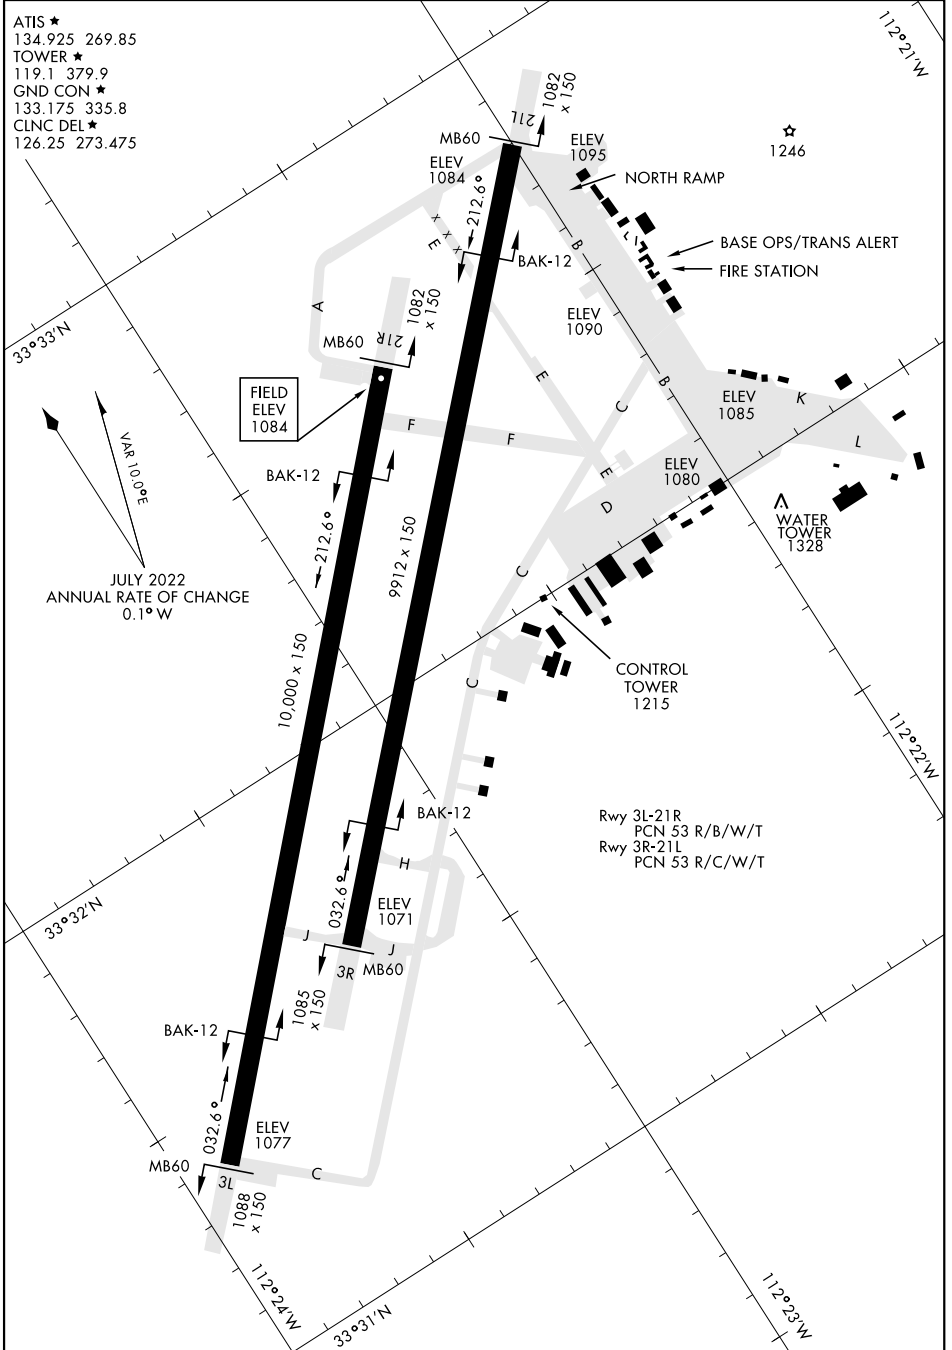 ATIS ★
134.925 269.85
TOWER ★
119.1 379.9
GND CON ★
133.175 335.8
CLNC DEL ★
126.25 273.475
112°21'W
1082
x 150
21L
MB60
ELEV
1084
ELEV
1095
1246
NORTH RAMP
212.6°
x x x x
E
B
BASE OPS/TRANS ALERT
BAK-12
FIRE STATION
A
1082
x 150
ELEV
1090
33°33'N
MB60
21R
E
B
C
FIELD
ELEV
1084
ELEV
1085
K
VAR 10.0°E
F
F
L
BAK-12
E
ELEV
1080
D
212.6°
9912 x 150
WATER
TOWER
1328
C
JULY 2022
ANNUAL RATE OF CHANGE
0.1° W
10,000 x 150
CONTROL
TOWER
1215
C
112°22'W
BAK-12
Rwy 3L-21R
PCN 53 R/B/W/T
Rwy 3R-21L
PCN 53 R/C/W/T
H
032.6°
ELEV
1071
33°32'N
J
J
3R
MB60
1085
x 150
BAK-12
032.6°
ELEV
1077
MB60
3L
C
1088
x 150
112°24'W
33°31'N
112°23'W